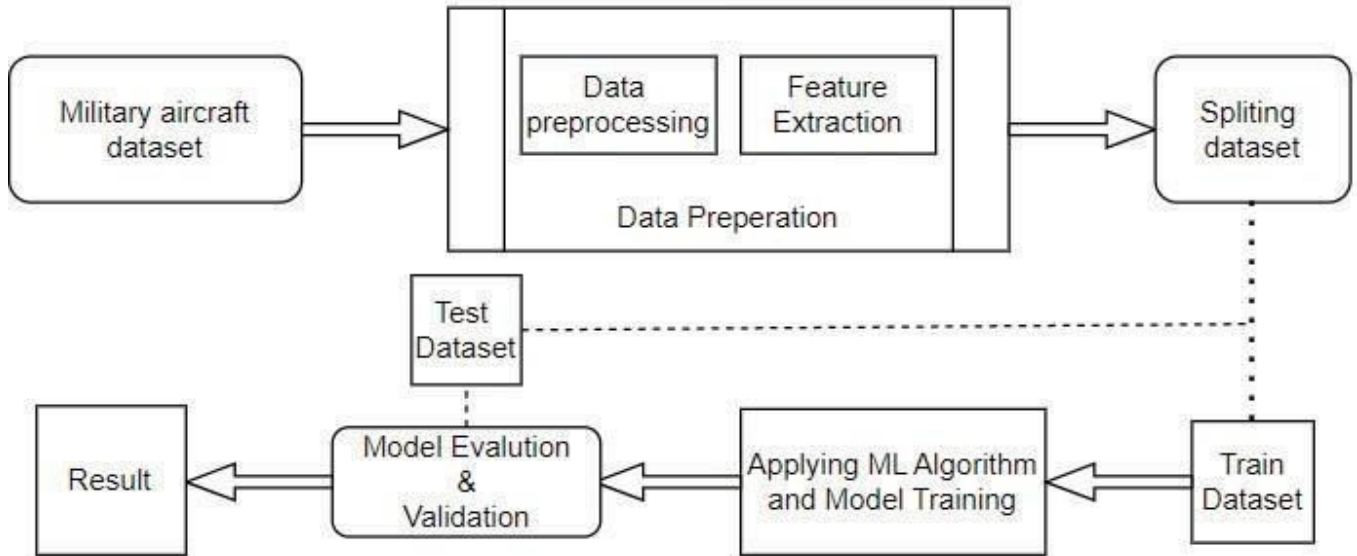 Military aircraft
dataset
Data
preprocessing
Feature
Extraction
Data Preperation
Spliting
dataset
Test
Dataset
Result
Model Evalution
&
Validation
Applying ML Algorithm
and Model Training
Train
Dataset